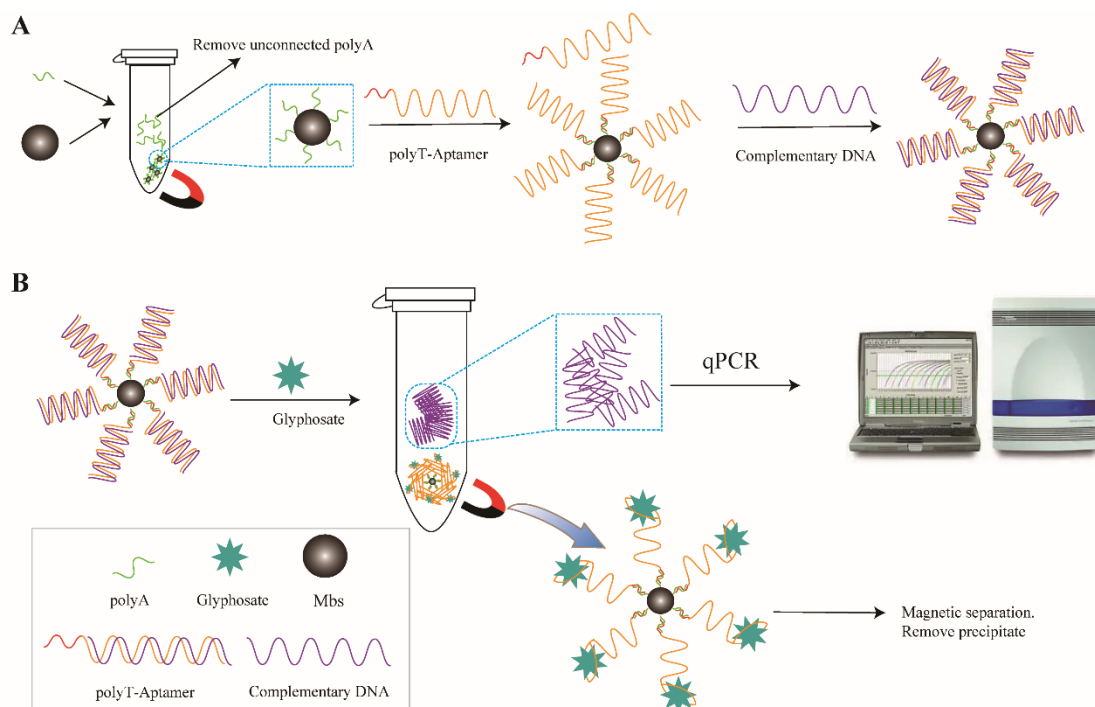 A
Remove unconnected polyA
polyT-Aptamer
Complementary DNA
B
Glyphosate
qPCR
polyA
Glyphosate
Mbs
Magnetic separation.
Remove precipitate
polyT-Aptamer
Complementary DNA